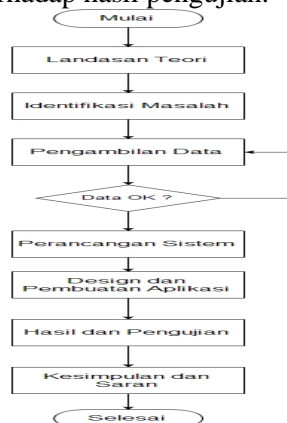 hadap hasil pengujian.
Mulai
Landasan Teori
Identifikasi Masalah
Pengambilan Data
Data OK ?
Perancangan Sistem
Design dan
Pembuatan Aplikasi
Hasil dan Pengujian
Kesimpulan dan
Saran
Selesai